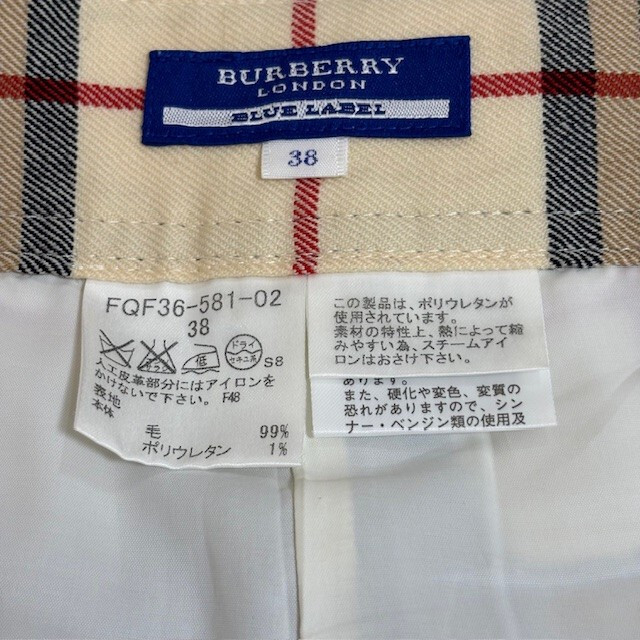 BURBERRY
LONDON
BLUE LABEL
38
FQF36-581-02
38
低
ドライ
セキユ系
S8
人工皮革部分にはアイロンを
かけないで下さい。 F48
表地
本体
毛 99%
ポリウレタン 1%
この製品は、ポリウレタンが
使用されています。
素材の特性上、熱によって縮
みやすい為、スチームアイ
ロンはおさけ下さい。
あります。
また、硬化や変色、変質の
恐れがありますので、シン
ナー・ベンジン類の使用及